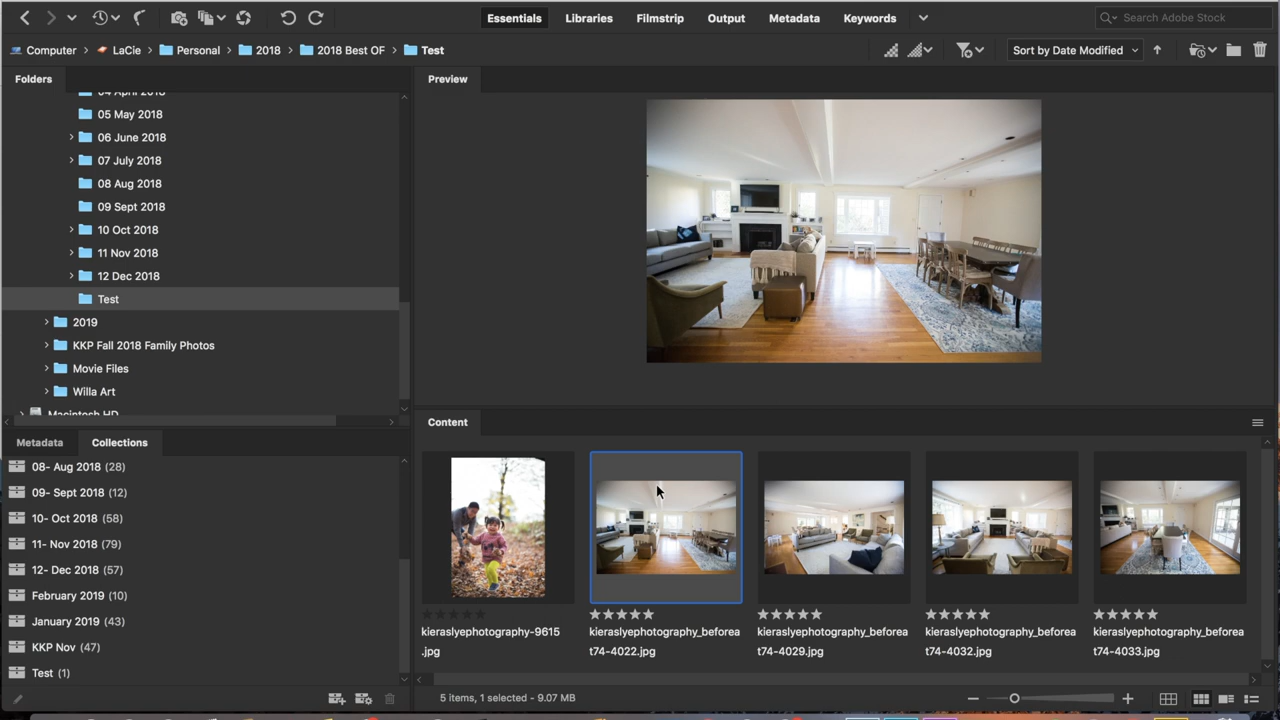 Essentials
Libraries
Filmstrip
Output
Metadata
Keywords
Search Adobe Stock
Computer
LaCie
Personal
2018
2018 Best OF
Test
Sort by Date Modified
Folders
04 April 2018
05 May 2018
06 June 2018
07 July 2018
08 Aug 2018
09 Sept 2018
10 Oct 2018
11 Nov 2018
12 Dec 2018
Test
2019
KKP Fall 2018 Family Photos
Movie Files
Willa Art
Macintosh HD
Metadata
Collections
08- Aug 2018 (28)
09- Sept 2018 (12)
10- Oct 2018 (58)
11- Nov 2018 (79)
12- Dec 2018 (57)
February 2019 (10)
January 2019 (43)
KKP Nov (47)
Test (1)
Preview
Content
kieraslyephotography-9615
.jpg
kieraslyephotography_beforea
t74-4022.jpg
kieraslyephotography_beforea
t74-4029.jpg
kieraslyephotography_beforea
t74-4032.jpg
kieraslyephotography_beforea
t74-4033.jpg
5 items, 1 selected - 9.07 MB